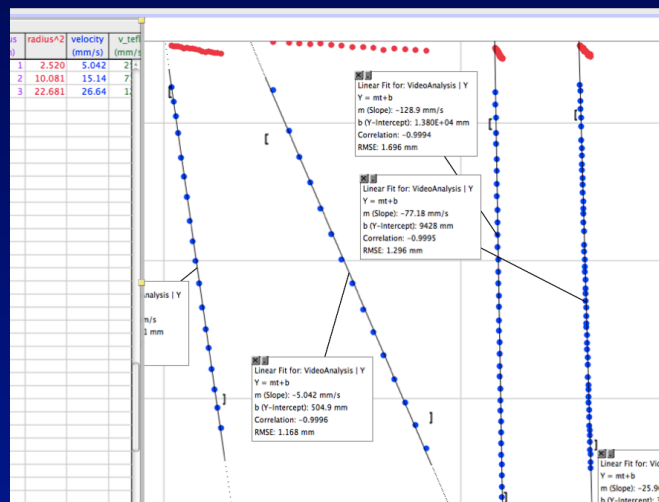 radius^2 velocity v_tefl
(mm/s) (mm/s)
1 2.520 5.042
2 10.081 15.14
3 22.681 26.64
Linear Fit for: VideoAnalysis | Y
Y = mt+b
m (Slope): -128.9 mm/s
b (Y-Intercept): 1.380E+04 mm
Correlation: -0.9994
RMSE: 1.696 mm
Linear Fit for: VideoAnalysis | Y
Y = mt+b
m (Slope): -77.18 mm/s
b (Y-Intercept): 9428 mm
Correlation: -0.9995
RMSE: 1.296 mm
nalysis | Y
m/s
1 mm
Linear Fit for: VideoAnalysis | Y
Y = mt+b
m (Slope): -5.042 mm/s
b (Y-Intercept): 504.9 mm
Correlation: -0.9996
RMSE: 1.168 mm
Linear Fit for: Vid
Y = mt+b
m (Slope): -25.9
b (Y-Intercept):